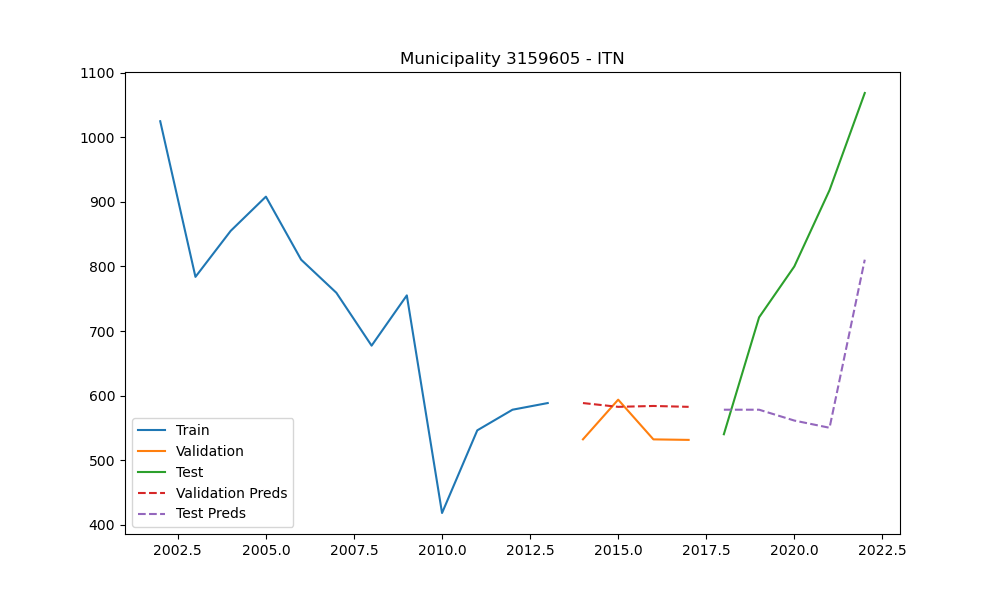 Municipality 3159605 - ITN
1100
1000
900
800
700
600
500
400
Train
Validation
Test
Validation Preds
Test Preds
2002.5 2005.0 2007.5 2010.0 2012.5 2015.0 2017.5 2020.0 2022.5